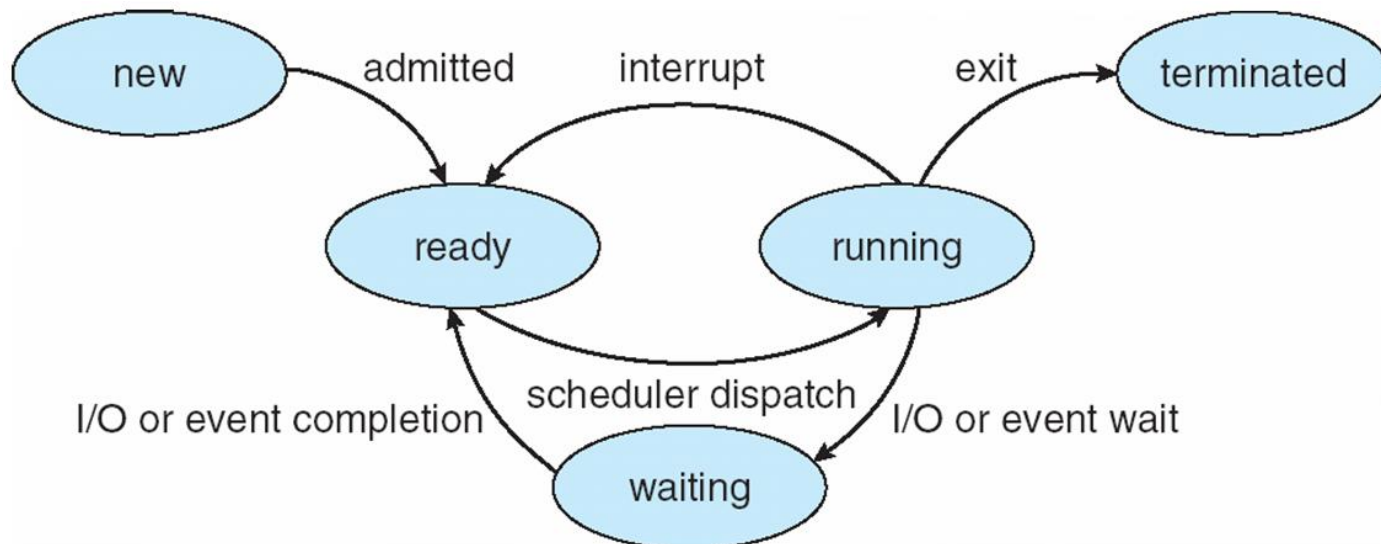 new
admitted
interrupt
exit
terminated
ready
running
scheduler dispatch
I/O or event completion
I/O or event wait
waiting